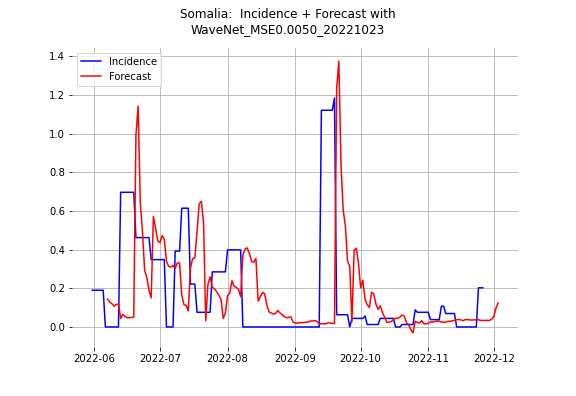 Somalia:  Incidence + Forecast with
WaveNet_MSE0.0050_20221023
Incidence
Forecast
1.4
1.2
1.0
0.8
0.6
0.4
0.2
0.0
2022-06 2022-07 2022-08 2022-09 2022-10 2022-11 2022-12